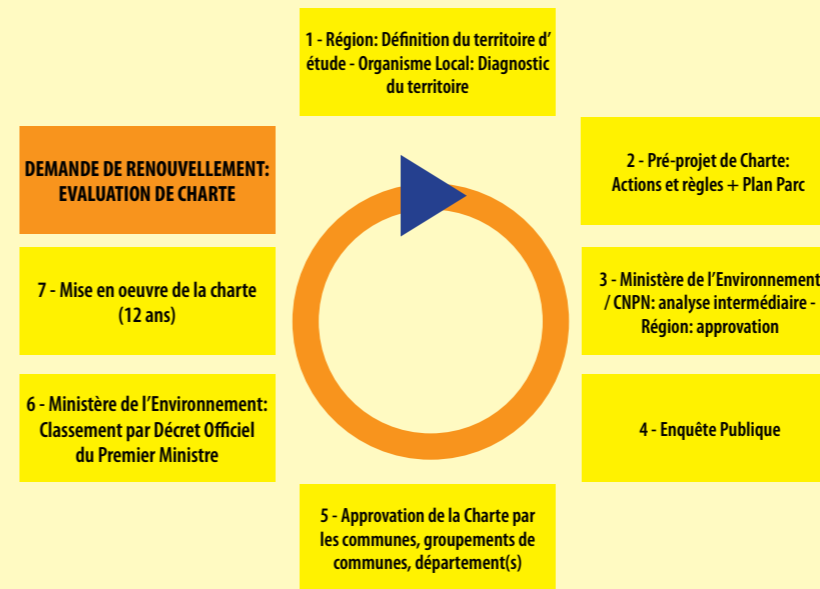 1 - Région: Définition du territoire d’
étude - Organisme Local: Diagnostic
du territoire
2 - Pré-projet de Charte:
Actions et règles + Plan Parc
3 - Ministère de l’Environnement
/ CNPN: analyse intermédiaire -
Région: approvation
4 - Enquête Publique
5 - Approvation de la Charte par
les communes, groupements de
communes, département(s)
6 - Ministère de l’Environnement:
Classement par Décret Officiel
du Premier Ministre
7 - Mise en oeuvre de la charte
(12 ans)
DEMANDE DE RENOUVELLEMENT:
EVALUATION DE CHARTE